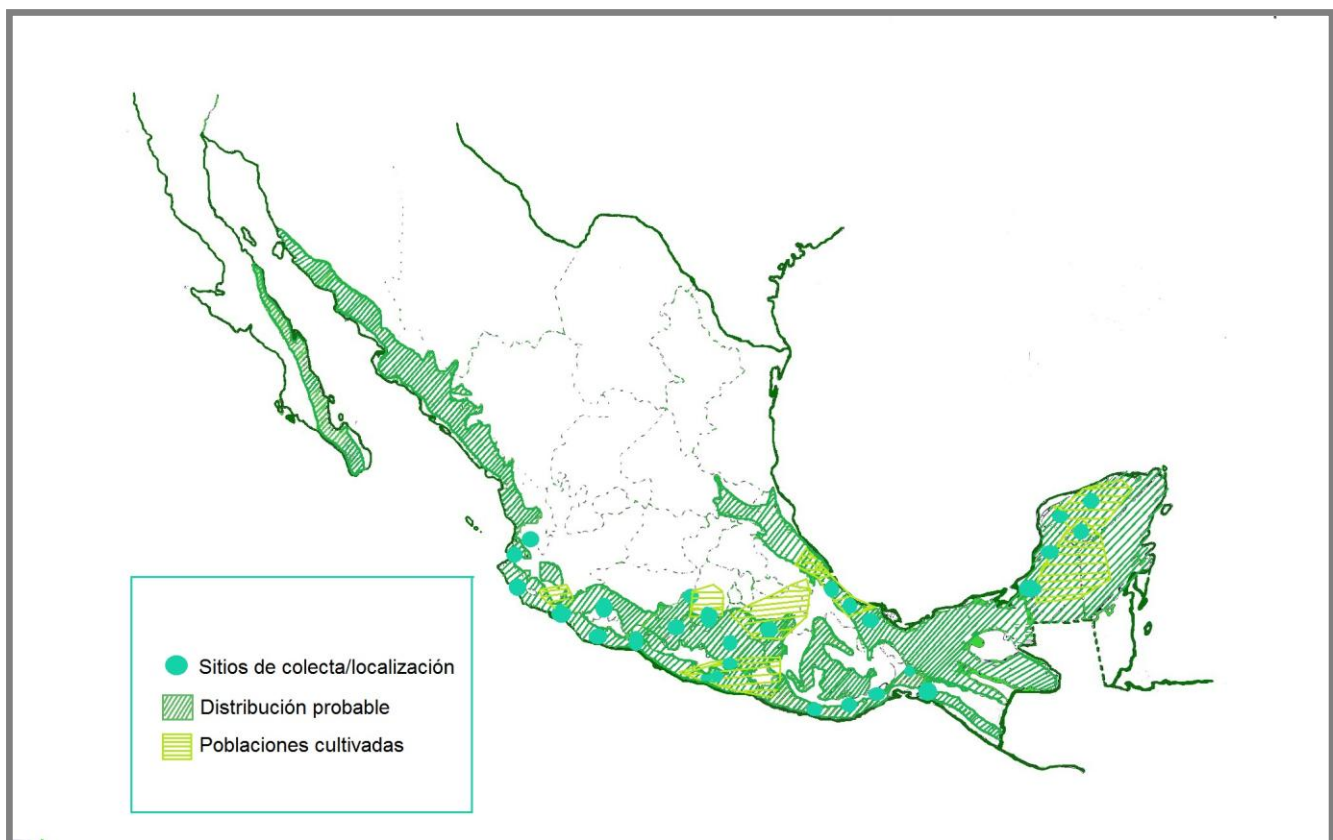 Sitios de colecta/localización
Distribución probable
Poblaciones cultivadas